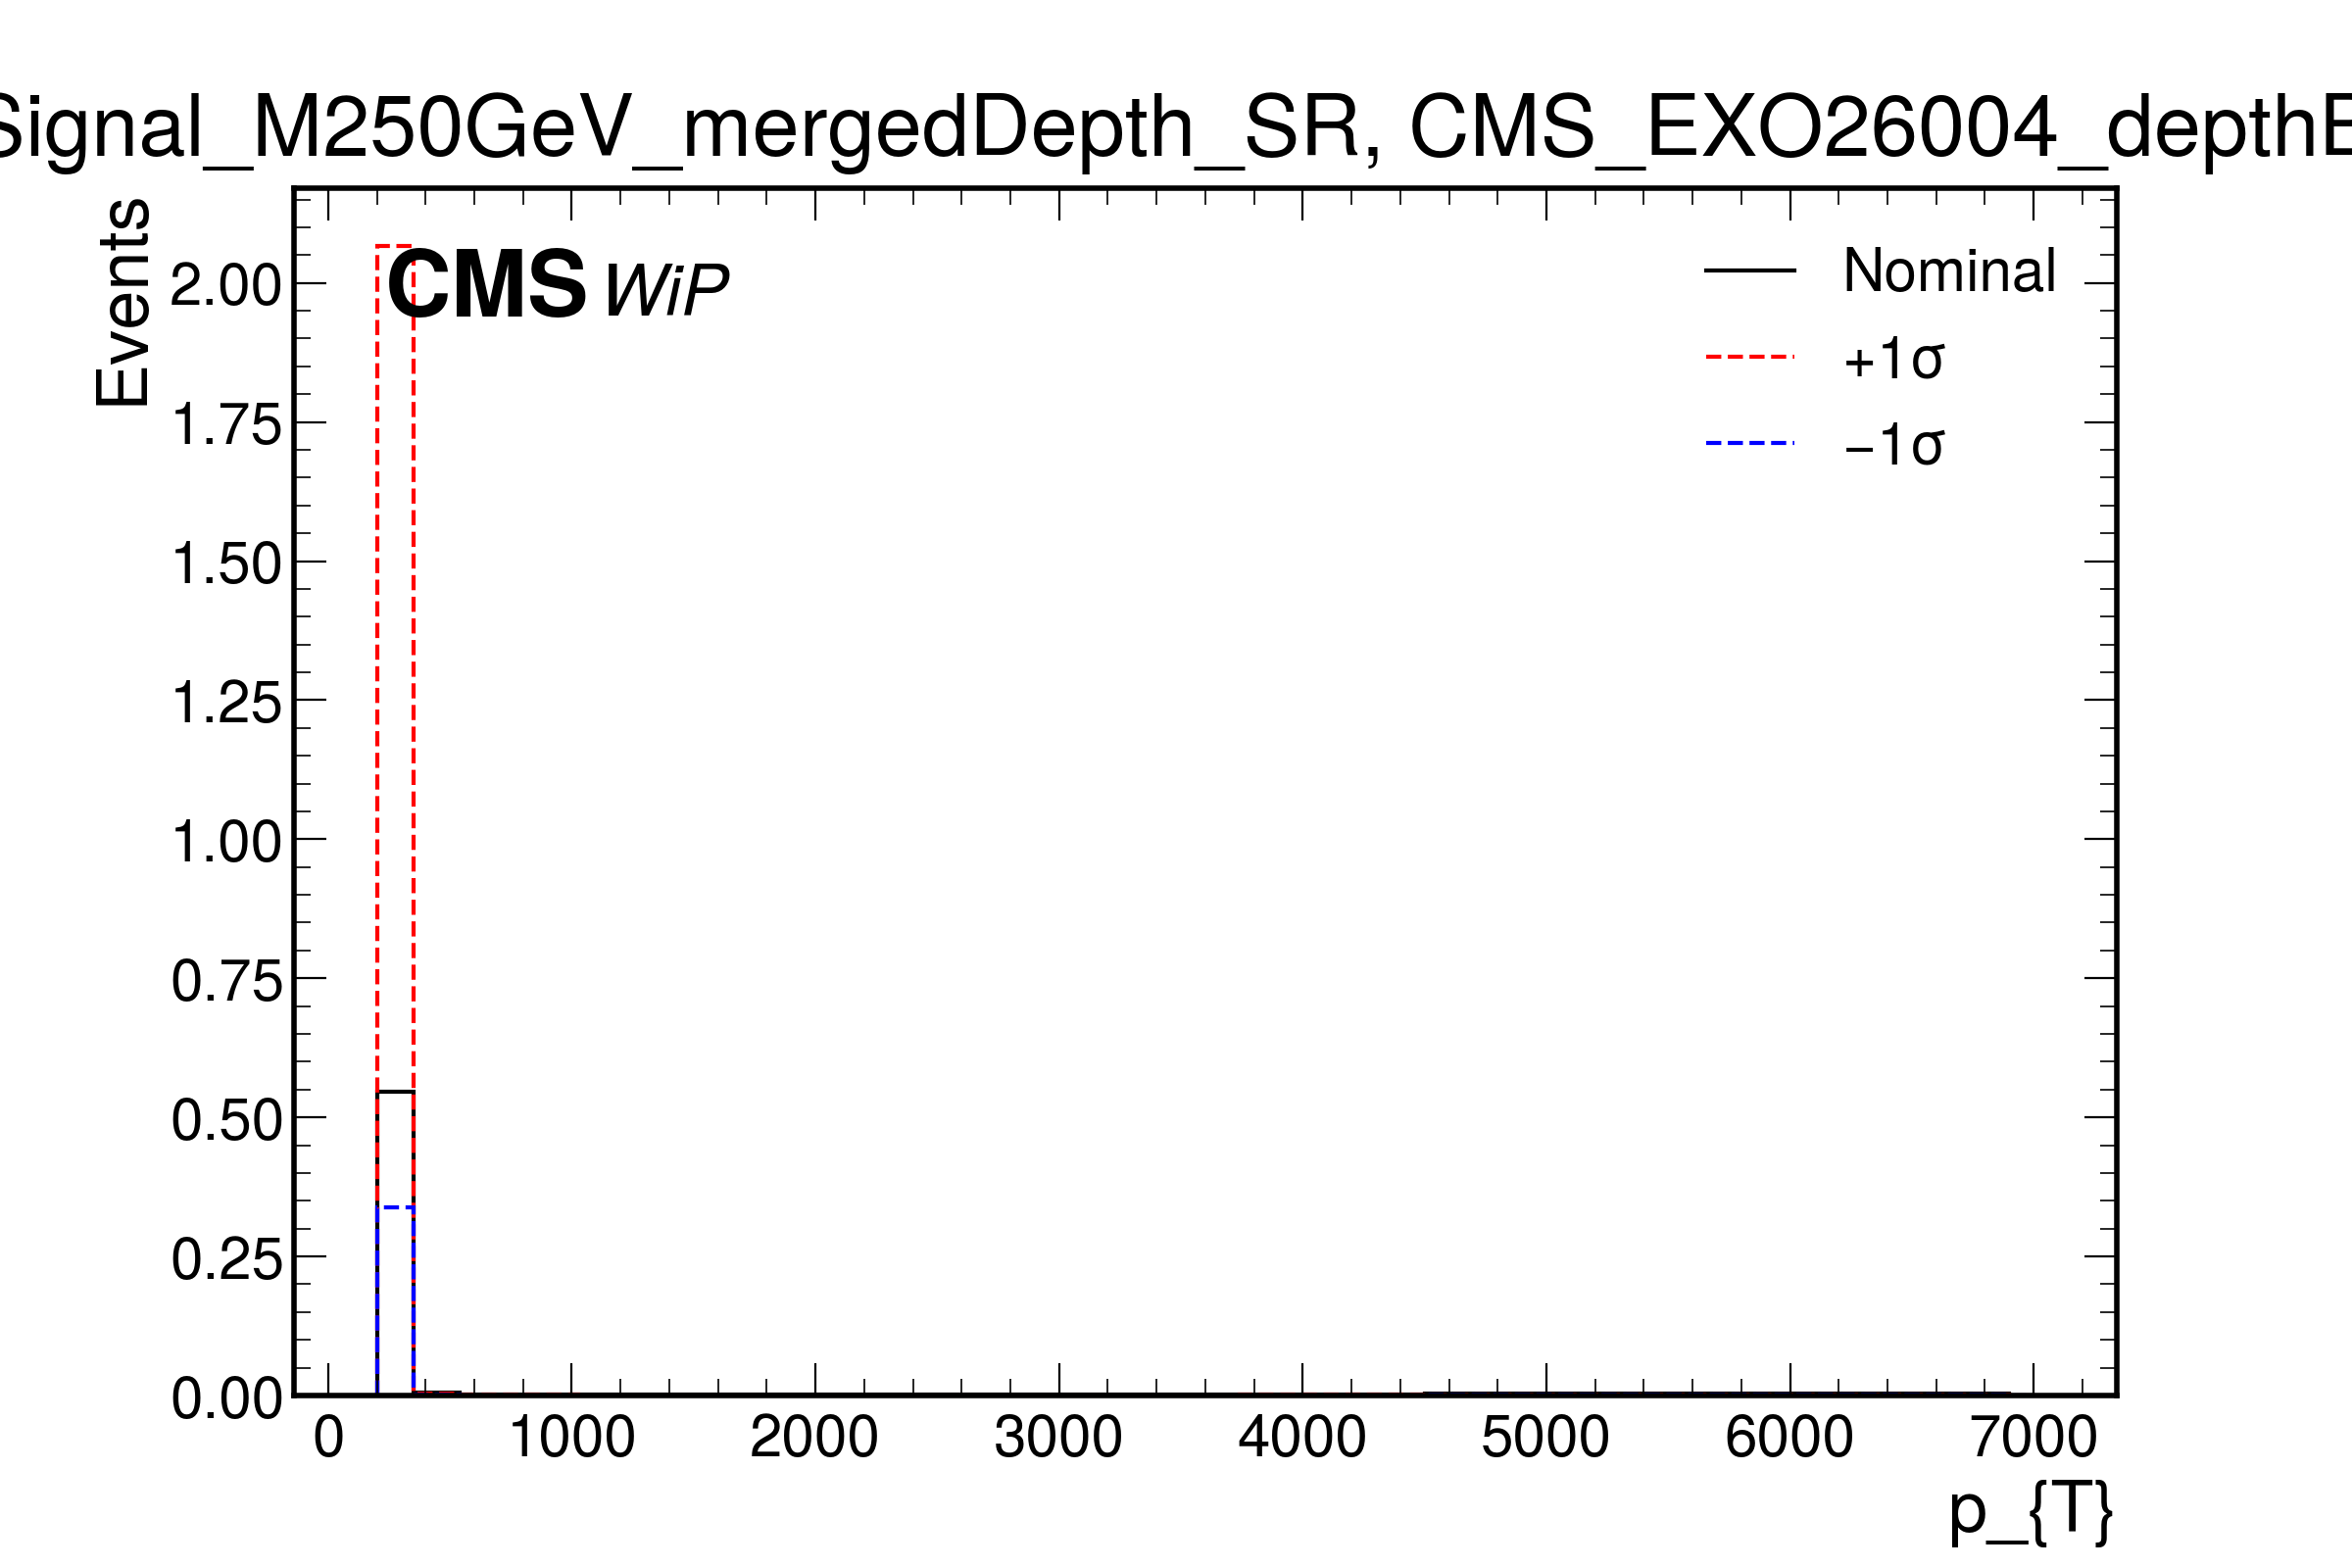 Signal_M250GeV_mergedDepth_SR, CMS_EXO26004_depthE
Events
CMS WiP
Nominal
+1σ
−1σ
2.00
1.75
1.50
1.25
1.00
0.75
0.50
0.25
0.00
0 1000 2000 3000 4000 5000 6000 7000
p_{T}